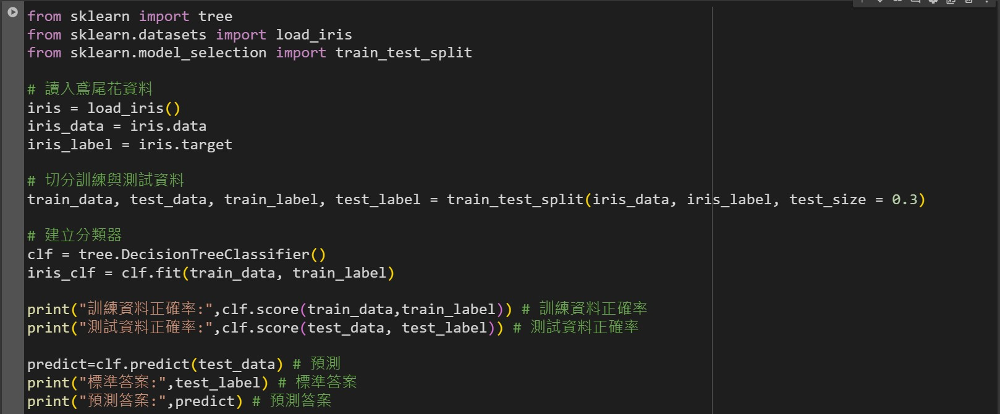 from sklearn import tree
from sklearn.datasets import load_iris
from sklearn.model_selection import train_test_split
# 讀入鳶尾花資料
iris = load_iris()
iris_data = iris.data
iris_label = iris.target
# 切分訓練與測試資料
train_data, test_data, train_label, test_label = train_test_split(iris_data, iris_label, test_size = 0.3)
# 建立分類器
clf = tree.DecisionTreeClassifier()
iris_clf = clf.fit(train_data, train_label)
print("訓練資料正確率:",clf.score(train_data,train_label)) # 訓練資料正確率
print("測試資料正確率:",clf.score(test_data, test_label)) # 測試資料正確率
predict=clf.predict(test_data) # 預測
print("標準答案:",test_label) # 標準答案
print("預測答案:",predict) # 預測答案